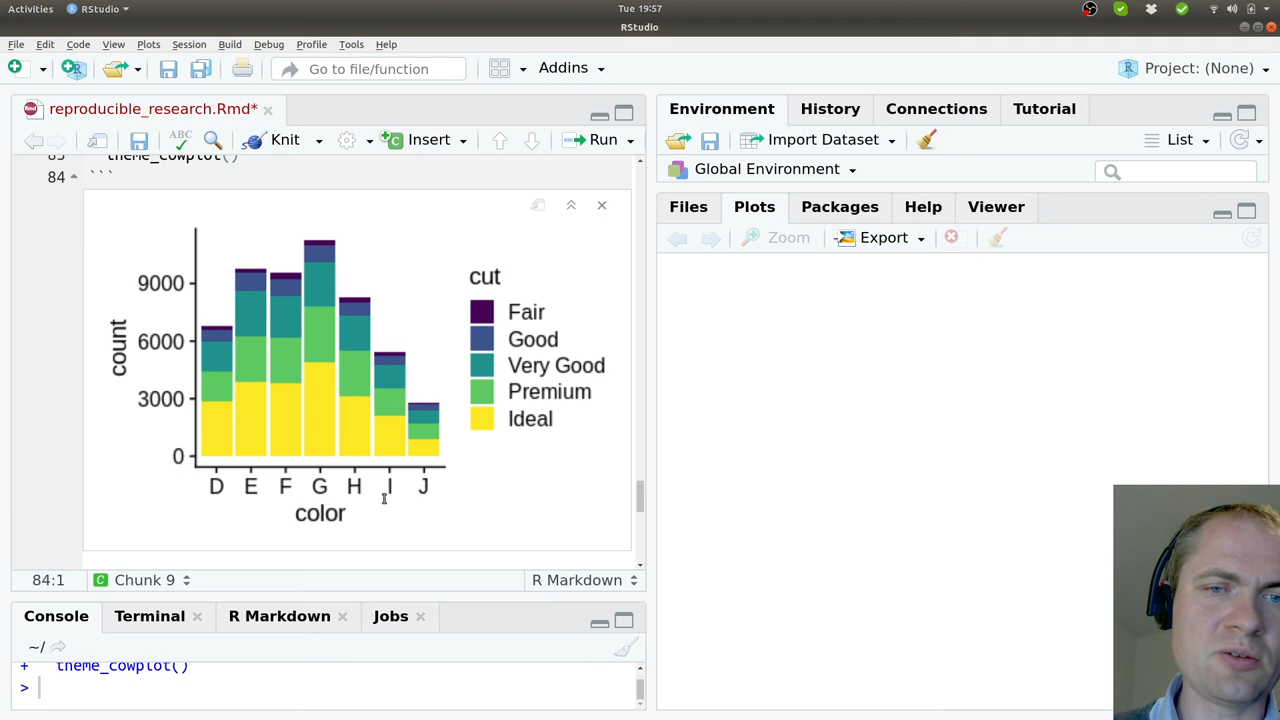 Activities RStudio Tue 19:57
RStudio
File Edit Code View Plots Session Build Debug Profile Tools Help
Go to file/function Addins Project: (None)
reproducible_research.Rmd*
ABC Knit Insert Run
83 theme_cowplot()
84 ```
9000
6000
3000
0
count
D E F G H I J
color
cut
Fair
Good
Very Good
Premium
Ideal
84:1 Chunk 9 R Markdown
Console Terminal R Markdown Jobs
~/
+ theme_cowplot()
>
Environment History Connections Tutorial
Import Dataset List
Global Environment
Files Plots Packages Help Viewer
Zoom Export